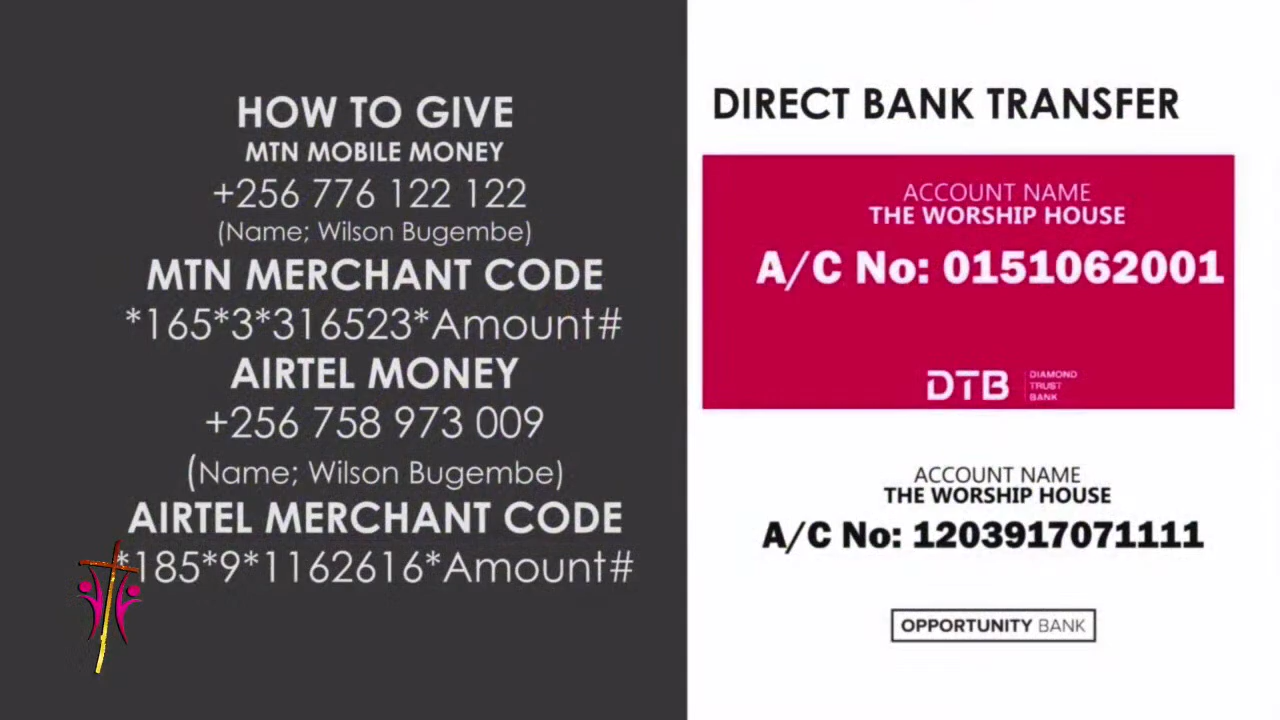 HOW TO GIVE
MTN MOBILE MONEY
+256 776 122 122
(Name; Wilson Bugembe)
MTN MERCHANT CODE
*165*3*316523*Amount#
AIRTEL MONEY
+256 758 973 009
(Name; Wilson Bugembe)
AIRTEL MERCHANT CODE
*185*9*1162616*Amount#
DIRECT BANK TRANSFER
ACCOUNT NAME
THE WORSHIP HOUSE
A/C No: 0151062001
DTB
DIAMOND
TRUST
BANK
ACCOUNT NAME
THE WORSHIP HOUSE
A/C No: 1203917071111
OPPORTUNITY BANK